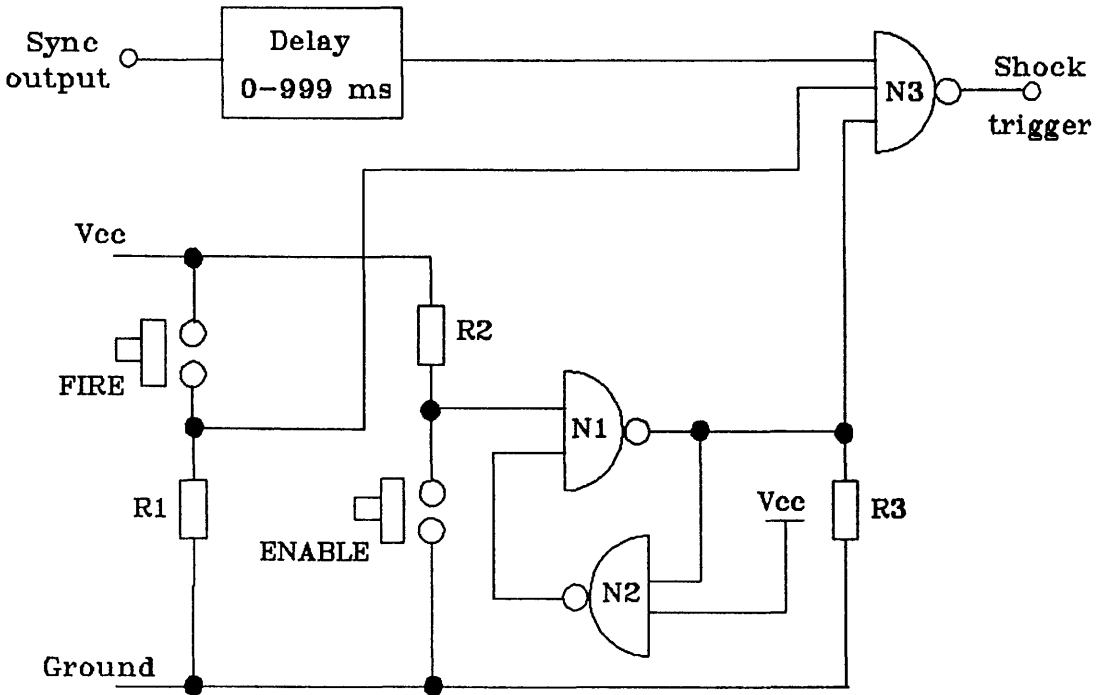 Sync
output
Delay
0-999 ms
N3
Shock
trigger
Vcc
FIRE
R2
R1
ENABLE
N1
N2
Vcc
R3
Ground